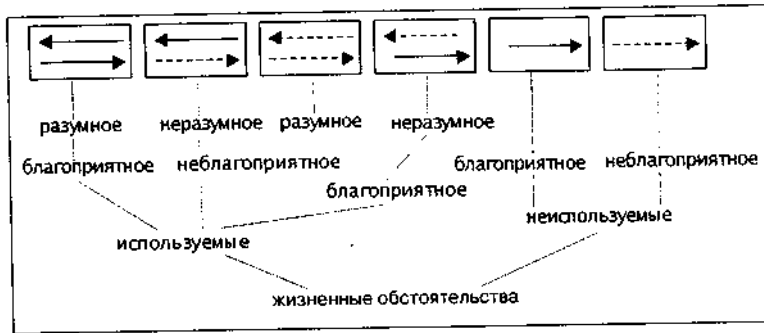 разумное неразумное разумное неразумное
благоприятное неблагоприятное благоприятное неблагоприятное
благоприятное
неиспользуемые
используемые
жизненные обстоятельства